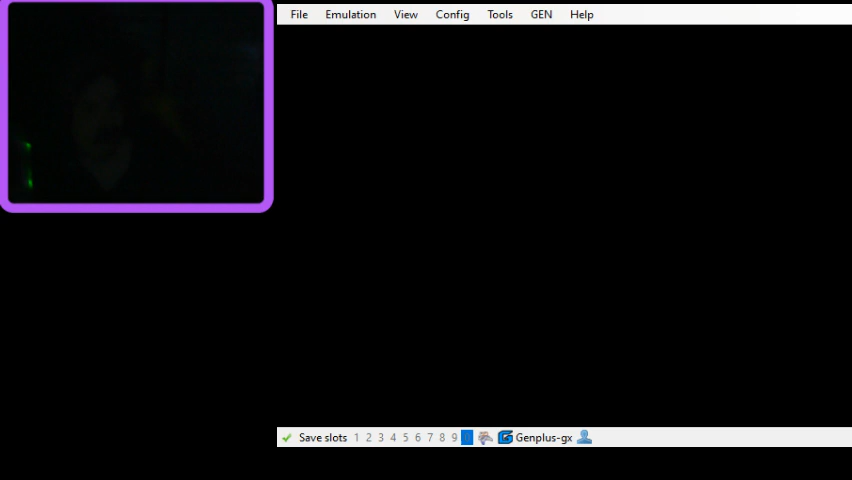 File Emulation View Config Tools GEN Help
Save slots 1 2 3 4 5 6 7 8 9 Genplus-gx